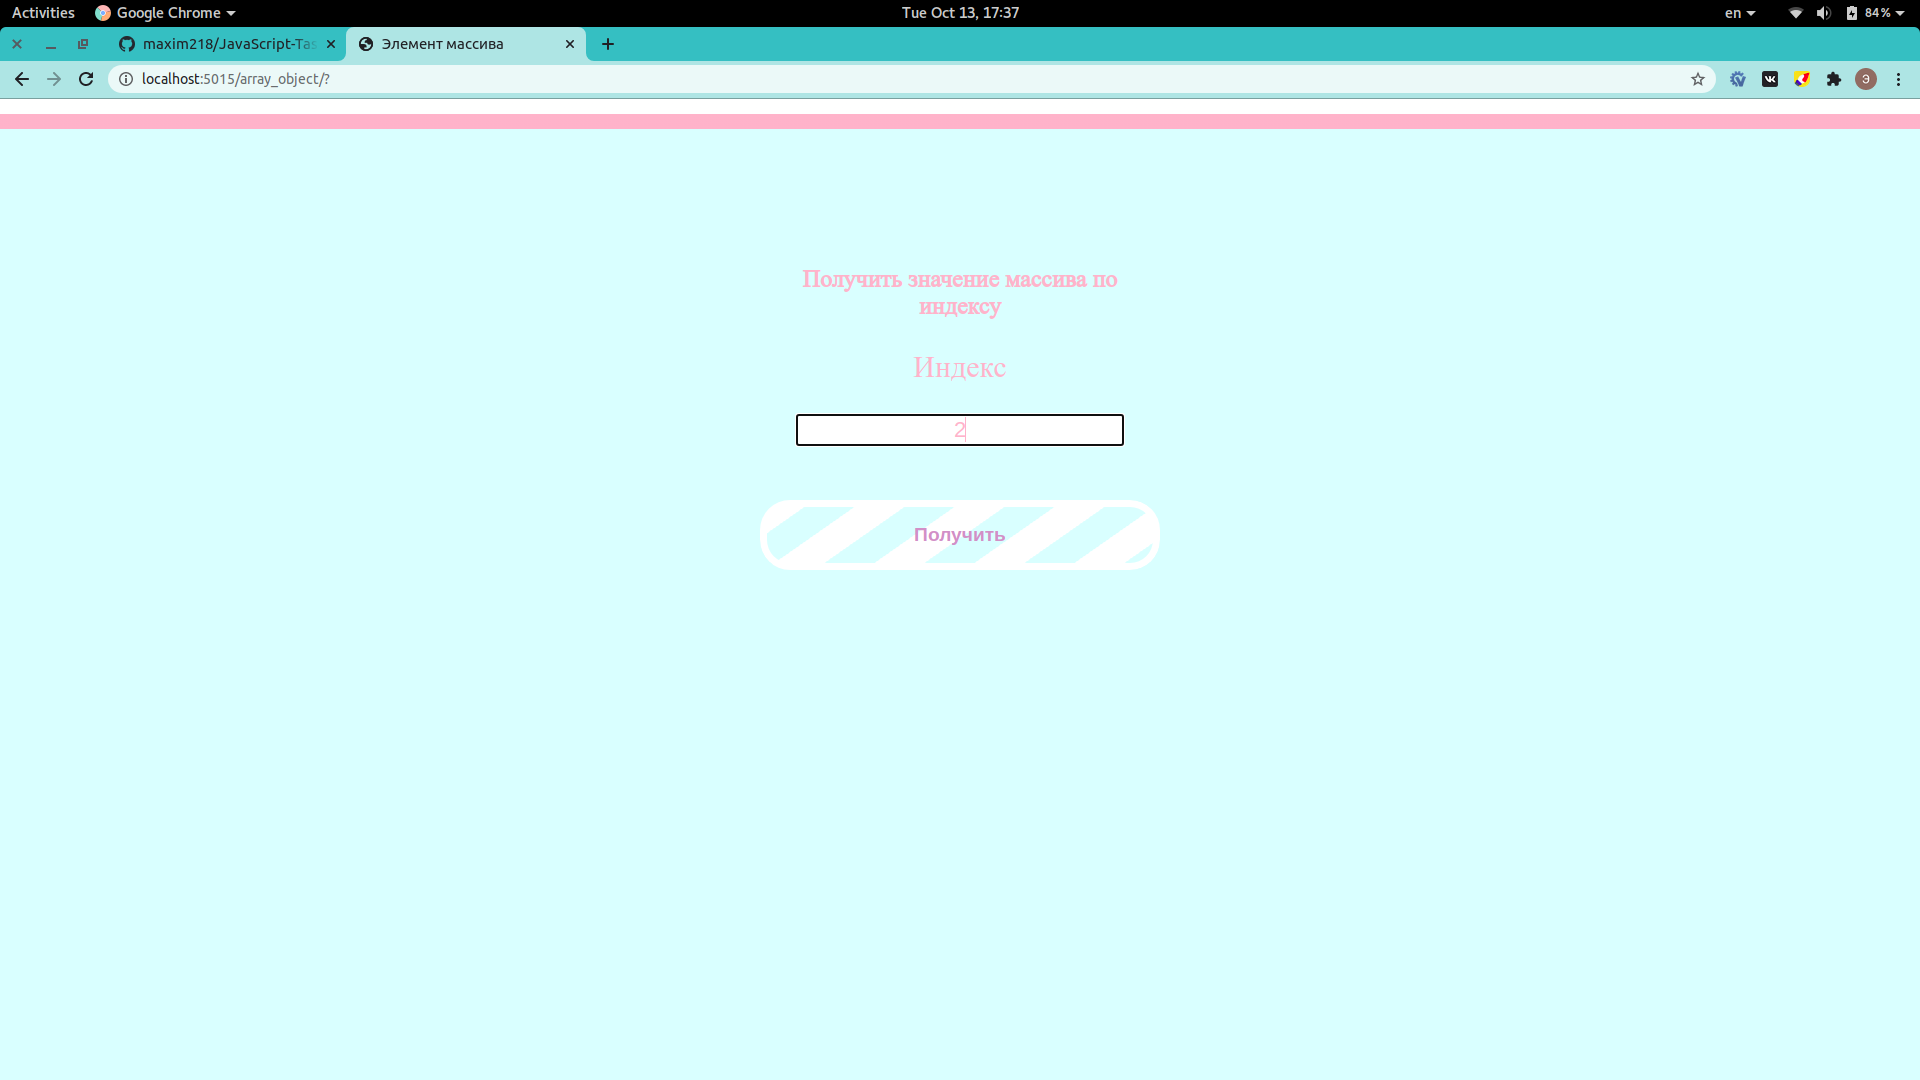 Activities
Google Chrome
Tue Oct 13, 17:37
en
84%
maxim218/JavaScript-Tas
Элемент массива
localhost:5015/array_object/?
Э
Получить значение массива по
индексу
Индекс
2
Получить